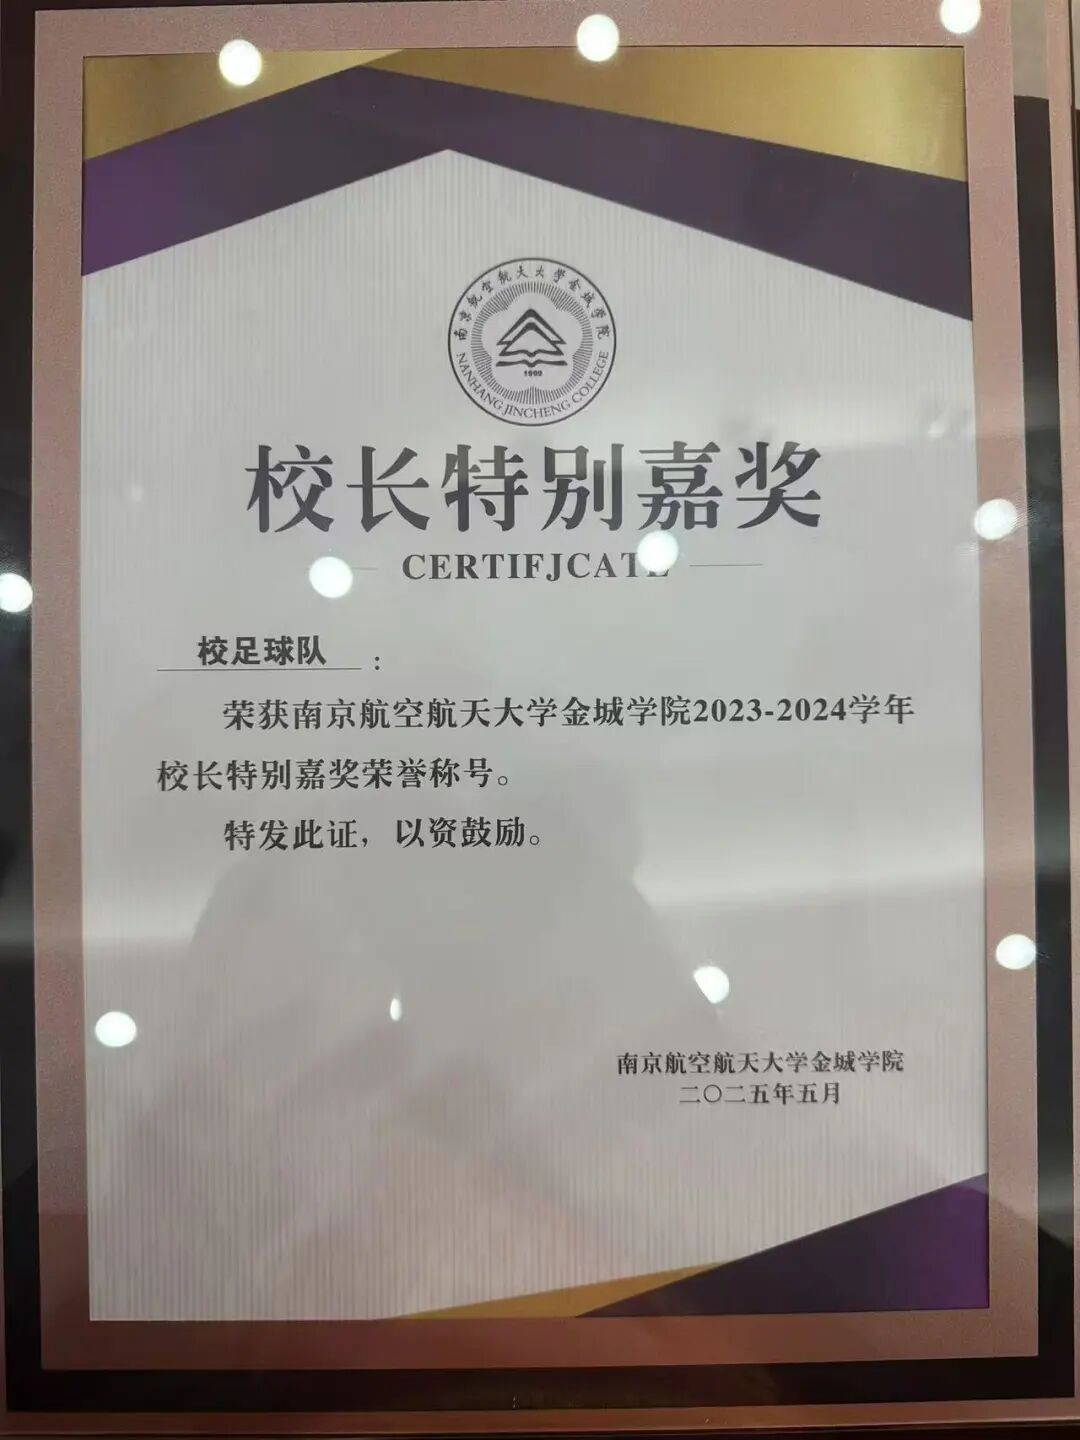 南京航空航天大学金城学院
1999
NANHANG JINCHENG COLLEGE
校长特别嘉奖
CERTIFJCATE
校足球队：
荣获南京航空航天大学金城学院2023-2024学年
校长特别嘉奖荣誉称号。
特发此证，以资鼓励。
南京航空航天大学金城学院
二〇二五年五月